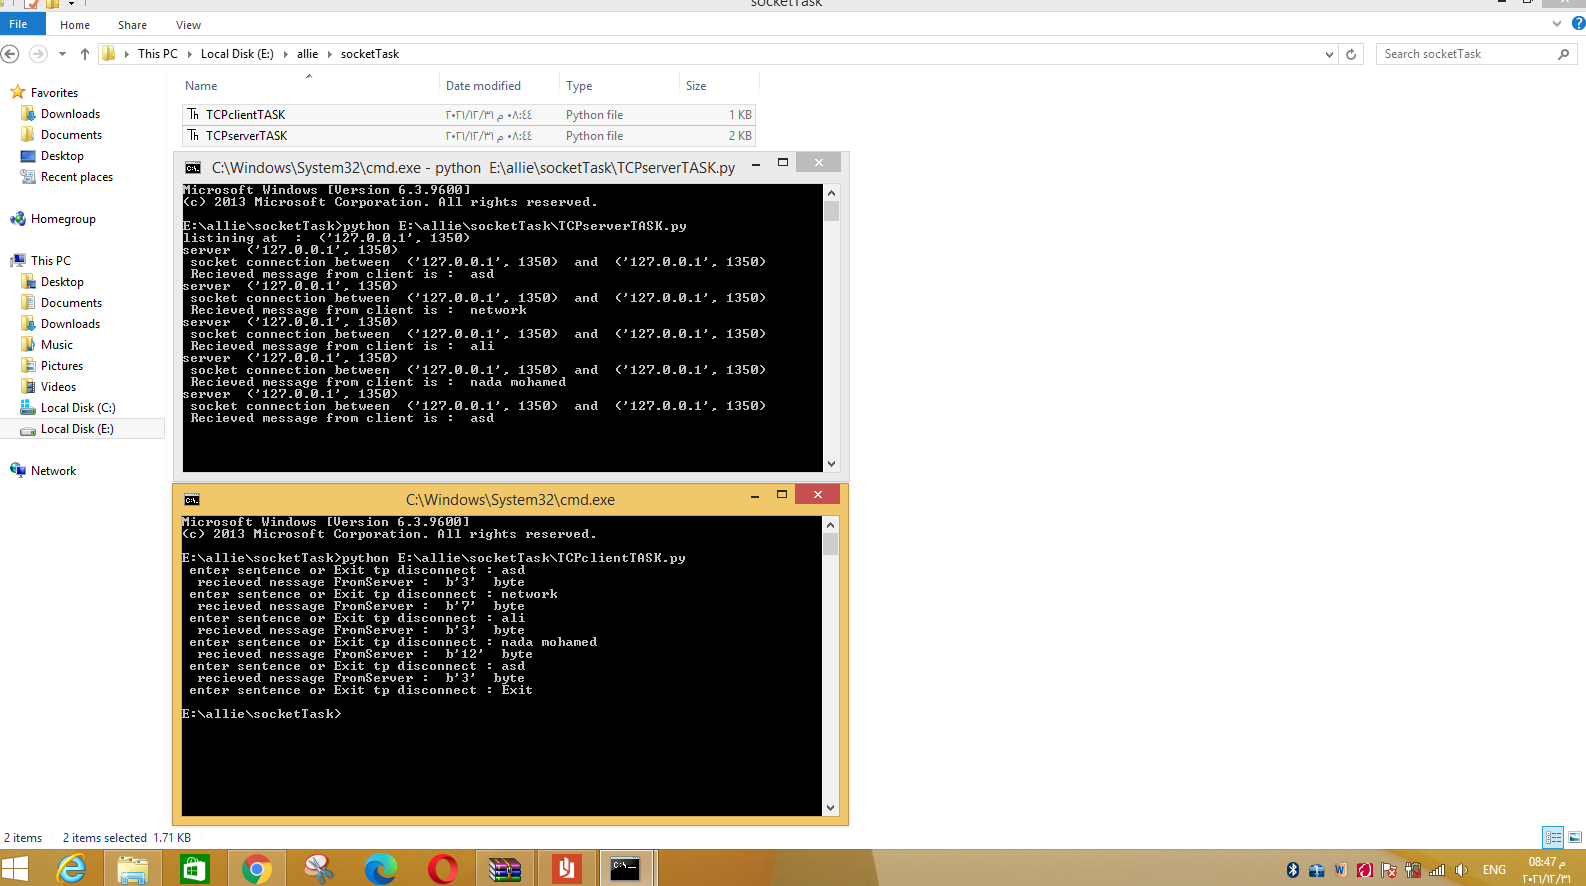 socketTask
File Home Share View
This PC Local Disk (E:) allie socketTask
Search socketTask
Name Date modified Type Size
Favorites
Downloads
Documents
Desktop
Recent places
Homegroup
This PC
Desktop
Documents
Downloads
Music
Pictures
Videos
Local Disk (C:)
Local Disk (E:)
Network
TCPclientTASK ٢٠٢١/١٢/٣١ ٠٨:٤٤ م Python file 1 KB
TCPserverTASK ٢٠٢١/١٢/٣١ ٠٨:٤٤ م Python file 2 KB
C:\Windows\System32\cmd.exe - python E:\allie\socketTask\TCPserverTASK.py
Microsoft Windows [Version 6.3.9600]
(c) 2013 Microsoft Corporation. All rights reserved.
E:\allie\socketTask>python E:\allie\socketTask\TCPserverTASK.py
listining at : ('127.0.0.1', 1350)
server ('127.0.0.1', 1350)
socket connection between ('127.0.0.1', 1350) and ('127.0.0.1', 1350)
Recieved message from client is : asd
server ('127.0.0.1', 1350)
socket connection between ('127.0.0.1', 1350) and ('127.0.0.1', 1350)
Recieved message from client is : network
server ('127.0.0.1', 1350)
socket connection between ('127.0.0.1', 1350) and ('127.0.0.1', 1350)
Recieved message from client is : ali
server ('127.0.0.1', 1350)
socket connection between ('127.0.0.1', 1350) and ('127.0.0.1', 1350)
Recieved message from client is : nada mohamed
server ('127.0.0.1', 1350)
socket connection between ('127.0.0.1', 1350) and ('127.0.0.1', 1350)
Recieved message from client is : asd
C:\Windows\System32\cmd.exe
Microsoft Windows [Version 6.3.9600]
(c) 2013 Microsoft Corporation. All rights reserved.
E:\allie\socketTask>python E:\allie\socketTask\TCPclientTASK.py
enter sentence or Exit tp disconnect : asd
recieved nessage FromServer : b'3' byte
enter sentence or Exit tp disconnect : network
recieved nessage FromServer : b'7' byte
enter sentence or Exit tp disconnect : ali
recieved nessage FromServer : b'3' byte
enter sentence or Exit tp disconnect : nada mohamed
recieved nessage FromServer : b'12' byte
enter sentence or Exit tp disconnect : asd
recieved nessage FromServer : b'3' byte
enter sentence or Exit tp disconnect : Exit
E:\allie\socketTask>
2 items 2 items selected 1.71 KB
ENG
08:47 م
٢٠٢١/١٢/٣١